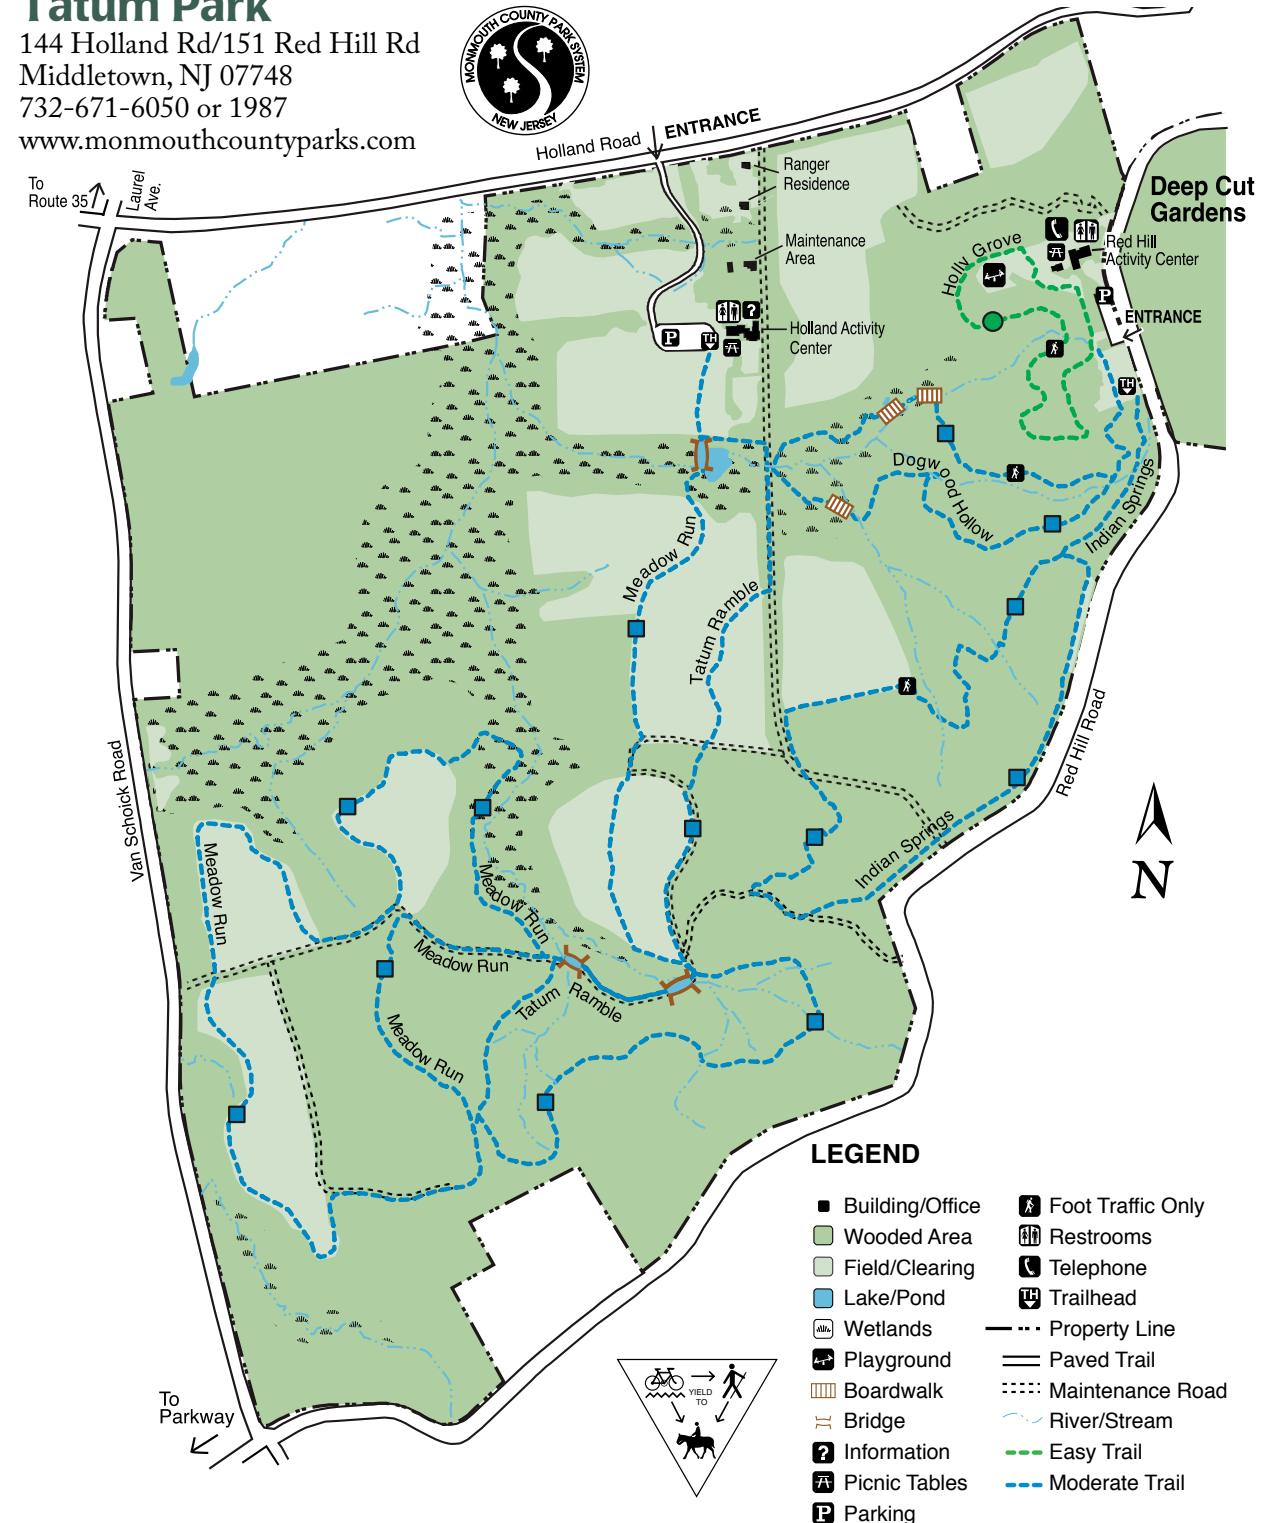 Tatum Park
144 Holland Rd/151 Red Hill Rd
Middletown, NJ 07748
732-671-6050 or 1987
www.monmouthcountyparks.com
MONMOUTH COUNTY PARK SYSTEM
NEW JERSEY
Holland Road
ENTRANCE
To
Route 35
Laurel
Ave.
Ranger
Residence
Maintenance
Area
Deep Cut
Gardens
Holly Grove
Red Hill
Activity Center
P
ENTRANCE
?
P
TH
Holland Activity
Center
TH
Dogwood Hollow
Indian Springs
Meadow Run
Tatum Ramble
Red Hill Road
Van Schoick Road
Indian Springs
Meadow Run
Meadow Run
Meadow Run
Tatum Ramble
Meadow Run
N
To
Parkway
YIELD
TO
LEGEND
Building/Office
Wooded Area
Field/Clearing
Lake/Pond
Wetlands
Playground
Boardwalk
Bridge
? Information
Picnic Tables
P Parking
Foot Traffic Only
Restrooms
Telephone
TH Trailhead
Property Line
Paved Trail
Maintenance Road
River/Stream
Easy Trail
Moderate Trail